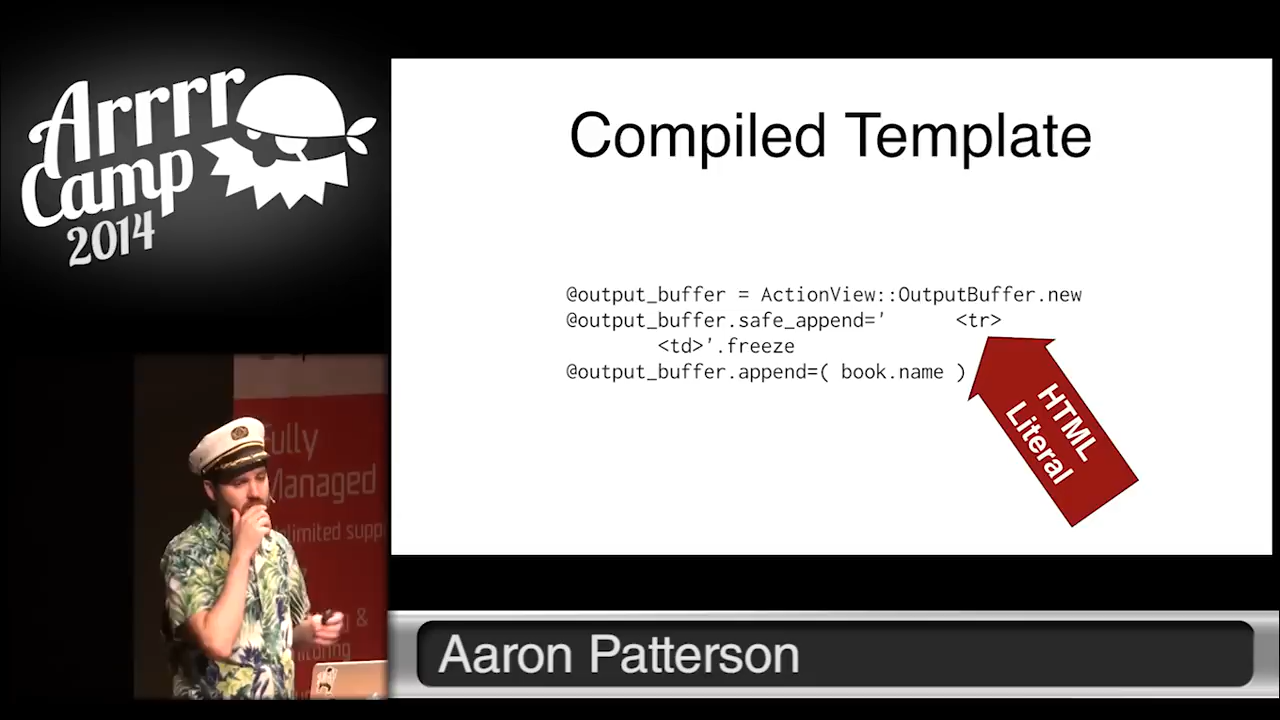 Arrrr
Camp
2014
Compiled Template
@output_buffer = ActionView::OutputBuffer.new
@output_buffer.safe_append=' <tr>
<td>'.freeze
@output_buffer.append=( book.name )
HTML
Literal
Fully
Managed
&
Aaron Patterson